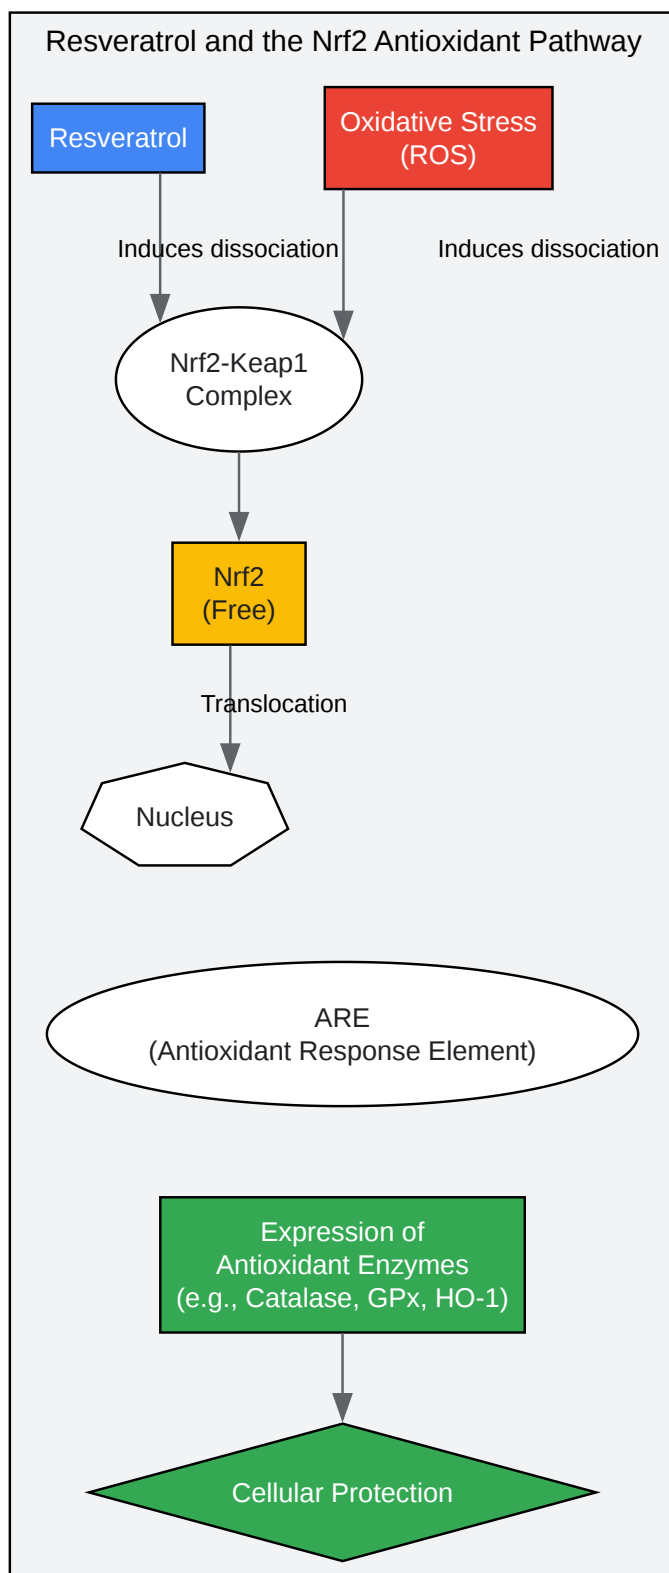 Resveratrol and the Nrf2 Antioxidant Pathway
Resveratrol
Oxidative Stress
(ROS)
Induces dissociation
Induces dissociation
Nrf2-Keap1
Complex
Nrf2
(Free)
Translocation
Nucleus
ARE
(Antioxidant Response Element)
Expression of
Antioxidant Enzymes
(e.g., Catalase, GPx, HO-1)
Cellular Protection